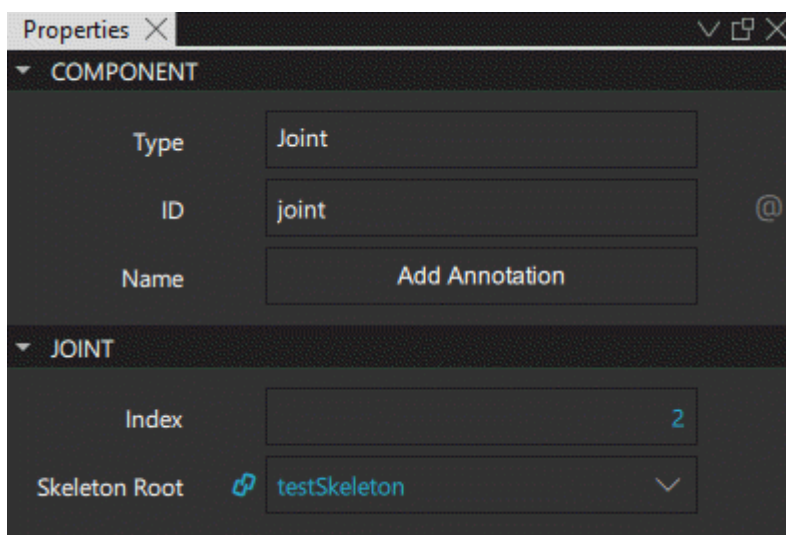 Properties
COMPONENT
Type Joint
ID joint @
Name Add Annotation
JOINT
Index 2
Skeleton Root testSkeleton